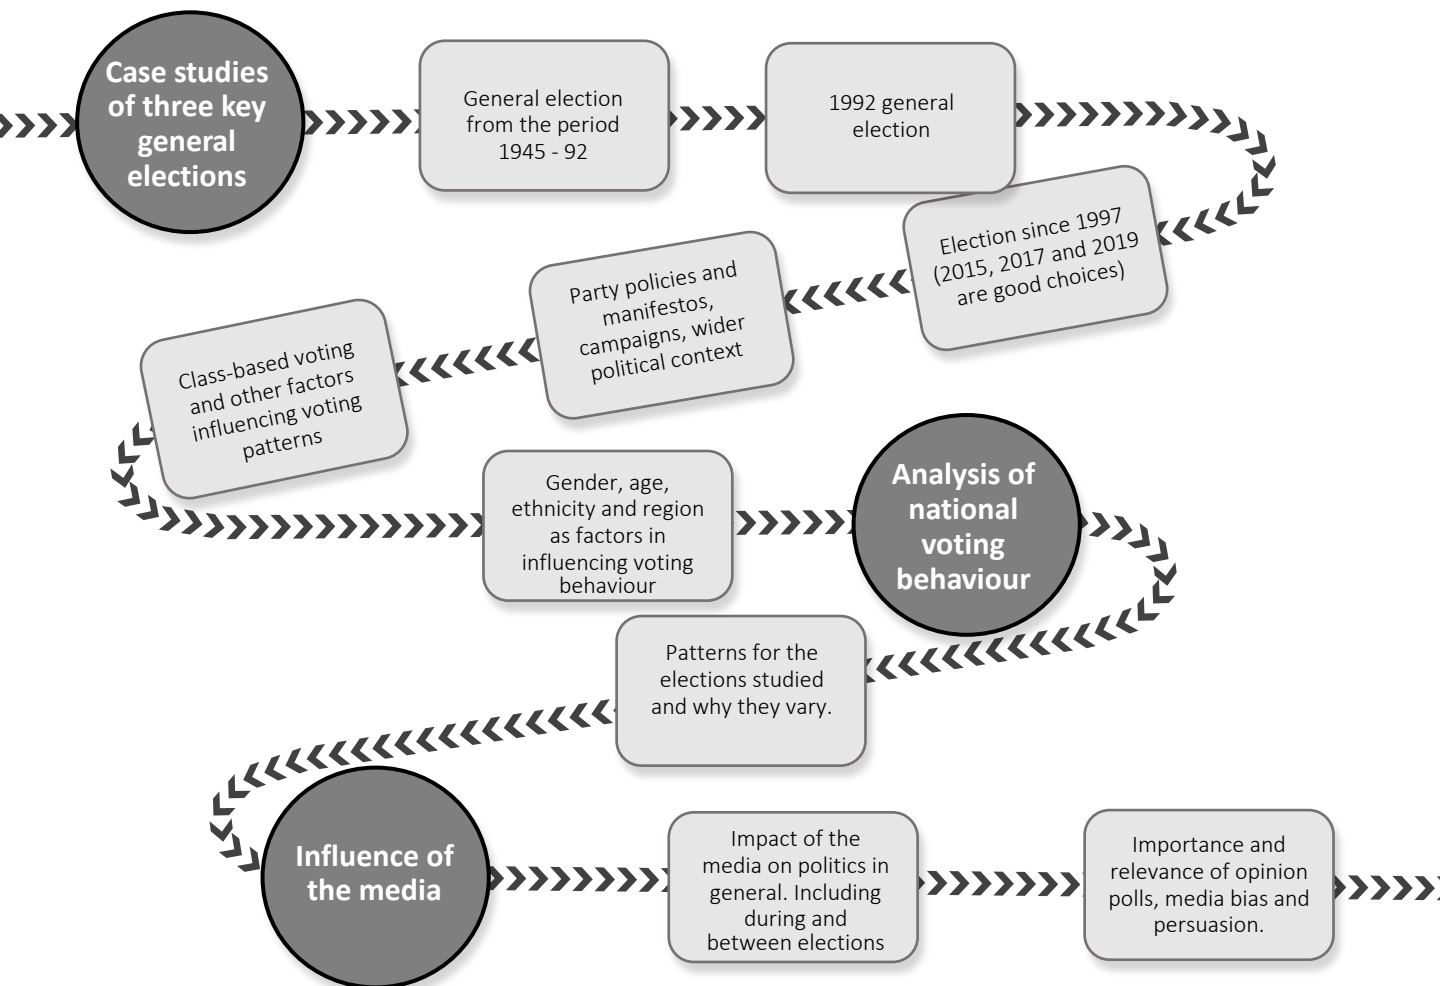 Case studies
of three key
general
elections
General election
from the period
1945 - 92
1992 general
election
Election since 1997
(2015, 2017 and 2019
are good choices)
Party policies and
manifestos,
campaigns, wider
political context
Class-based voting
and other factors
influencing voting
patterns
Gender, age,
ethnicity and region
as factors in
influencing voting
behaviour
Analysis of
national
voting
behaviour
Patterns for the
elections studied
and why they vary.
Influence of
the media
Impact of the
media on politics in
general. Including
during and
between elections
Importance and
relevance of opinion
polls, media bias and
persuasion.